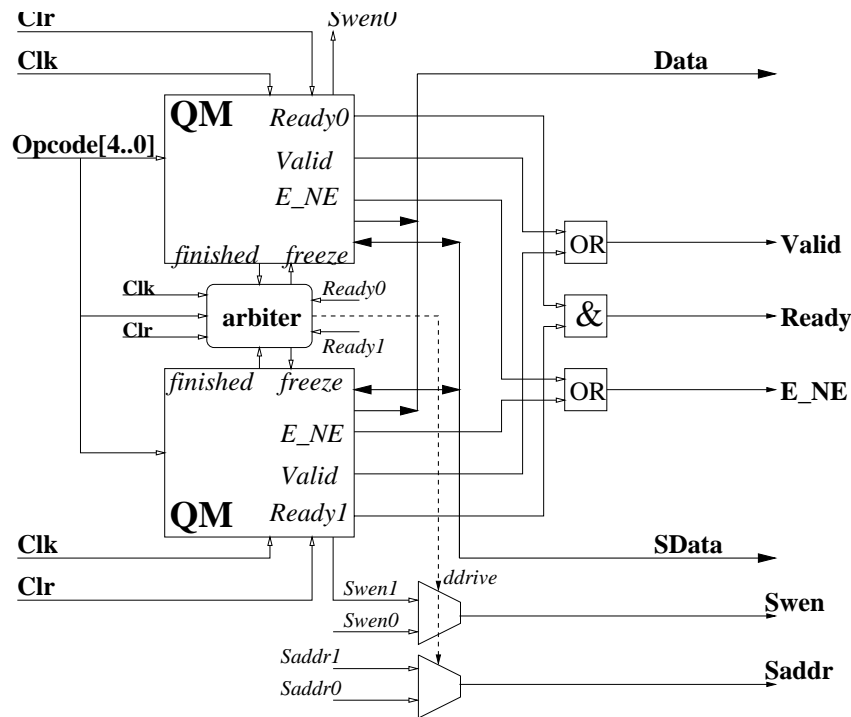 Clr
Swen0
Clk
Data
QM
Ready0
Opcode[4..0]
Valid
E_NE
OR
Valid
finished
freeze
Clk
Ready0
arbiter
&
Ready
Clr
Ready1
finished
freeze
OR
E_NE
E_NE
Valid
QM
Ready1
Clk
SData
Clr
Swen1
ddrive
Swen0
Swen
Saddr1
Saddr
Saddr0